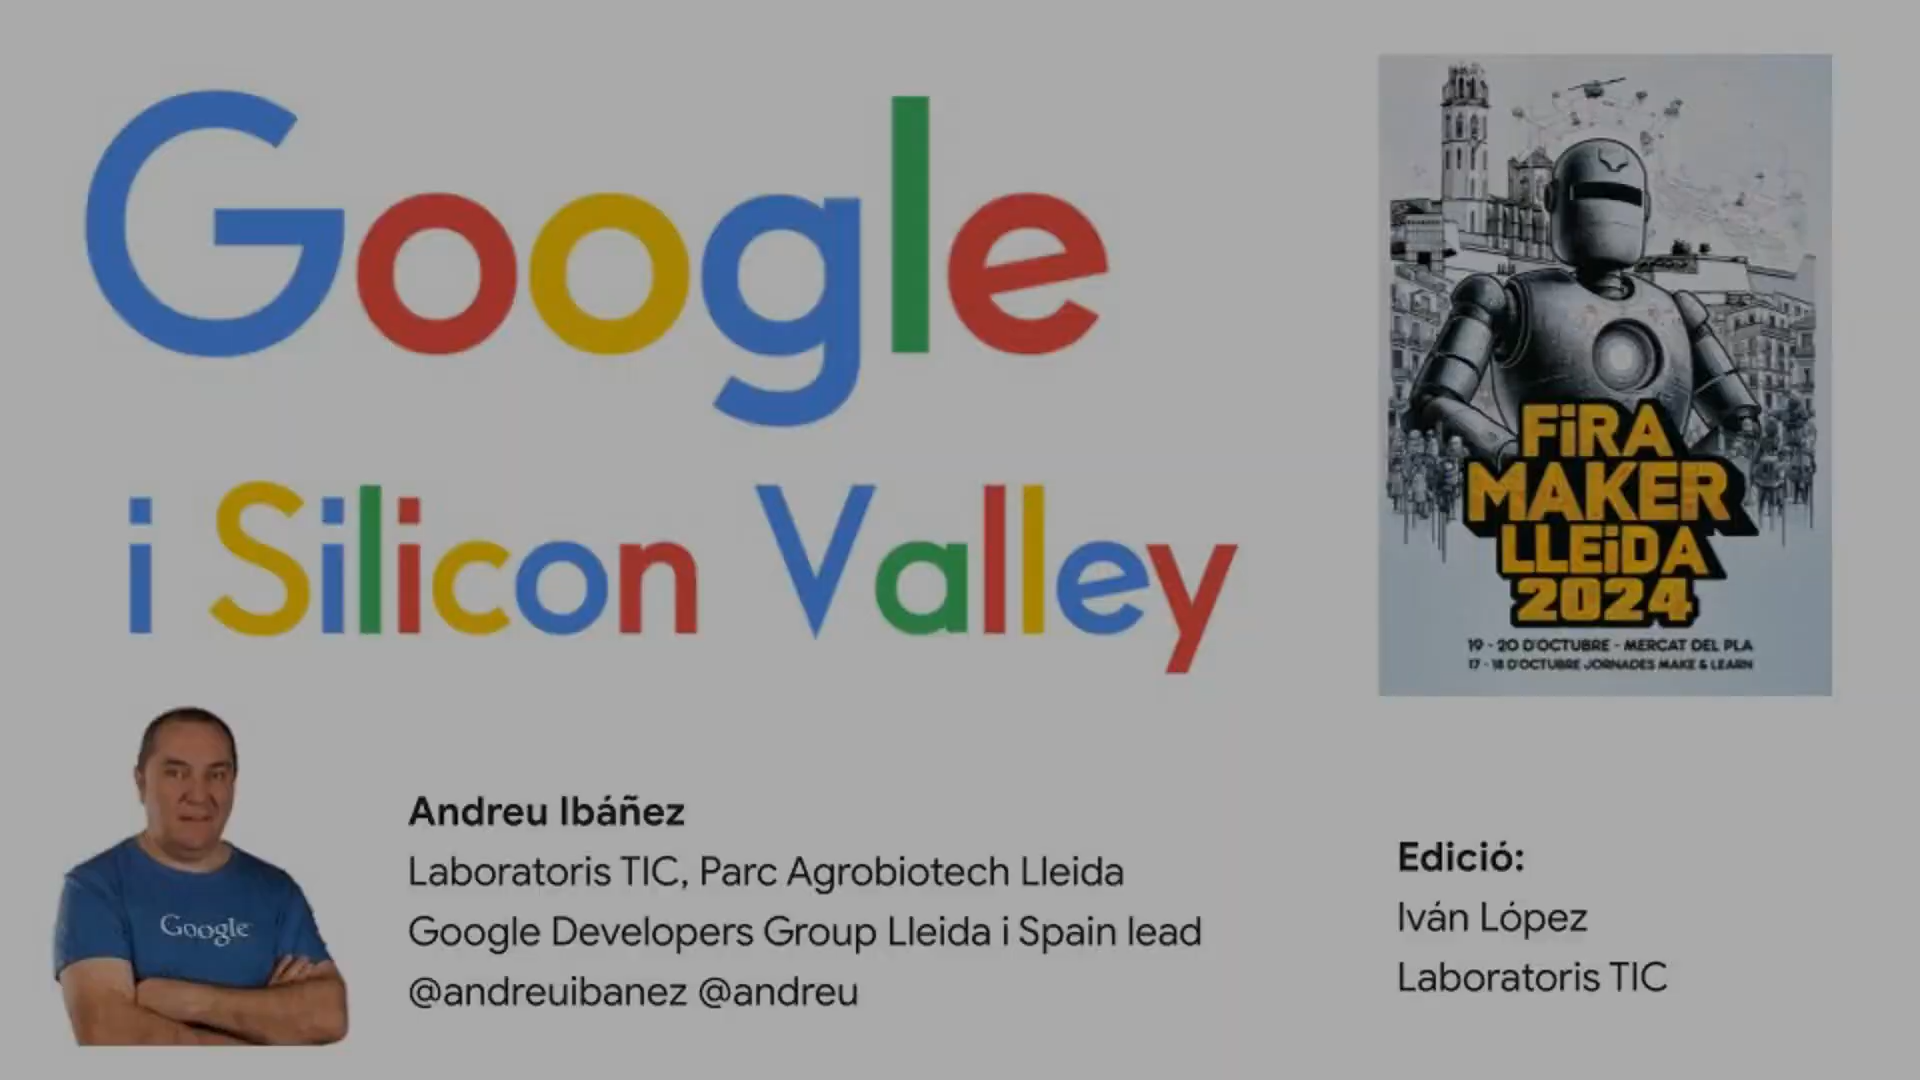 Google
i Silicon Valley
FiRA
MAKER
LLEiDA
2024
19 - 20 D'OCTUBRE - MERCAT DEL PLA
17 - 18 D'OCTUBRE JORNADES MAKE & LEARN
Google
Andreu Ibáñez
Laboratoris TIC, Parc Agrobiotech Lleida
Google Developers Group Lleida i Spain lead
@andreuibanez @andreu
Edició:
Iván López
Laboratoris TIC